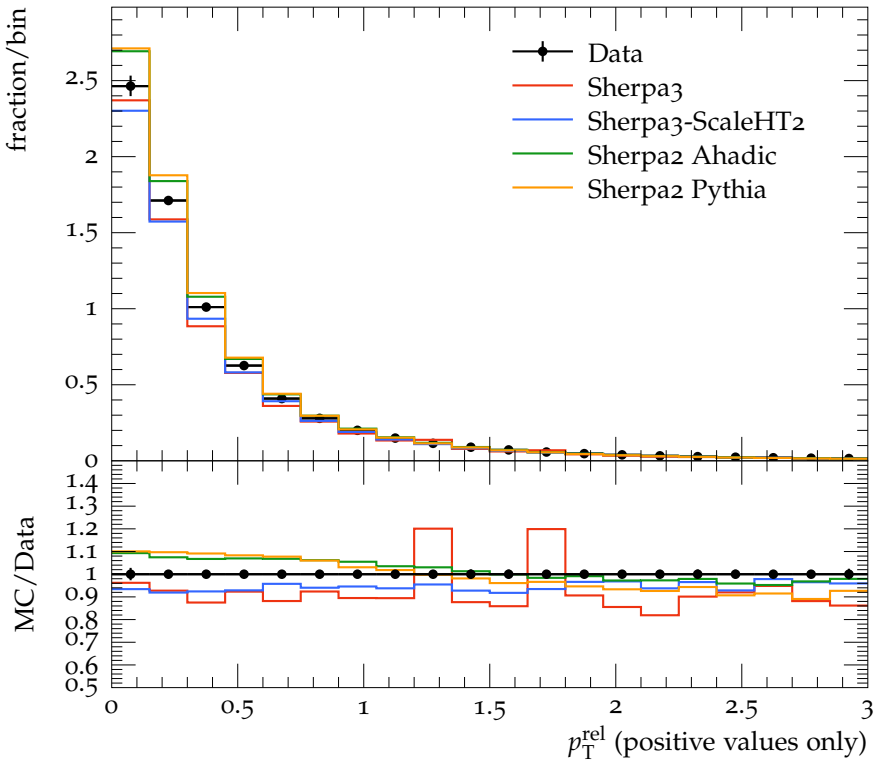 fraction/bin
Data
Sherpa3
Sherpa3-ScaleHT2
Sherpa2 Ahadic
Sherpa2 Pythia
2.5
2
1.5
1
0.5
0
MC/Data
1.4
1.3
1.2
1.1
1
0.9
0.8
0.7
0.6
0.5
0 0.5 1 1.5 2 2.5 3
p_T^rel (positive values only)